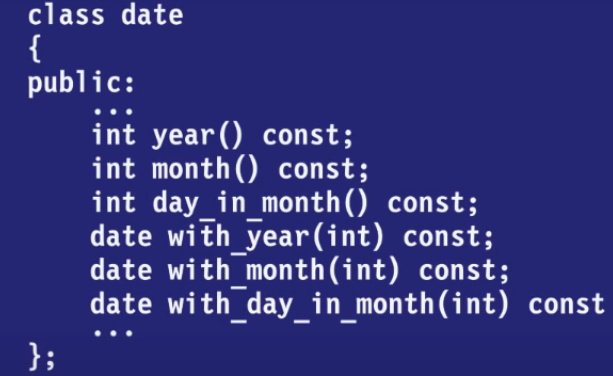 class date
{
public:
...
int year() const;
int month() const;
int day_in_month() const;
date with_year(int) const;
date with_month(int) const;
date with_day_in_month(int) const
...
};